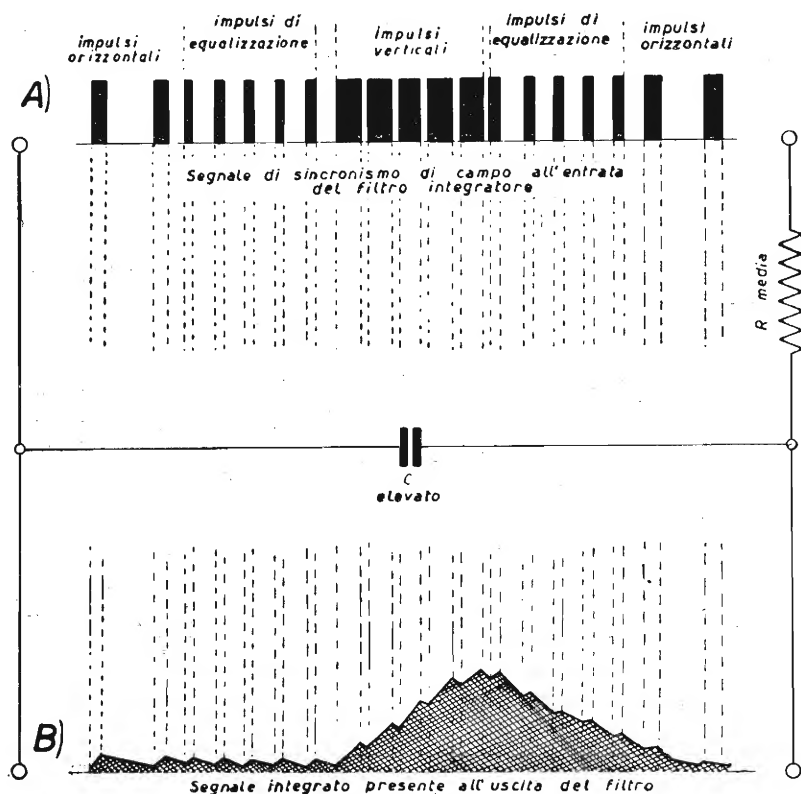 impulsi
orizzontali
impulsi di
equalizzazione
impulsi
verticali
Impulsi di
equalizzazione
impulsi
orizzontali
A)
Segnale di sincronismo di campo all'entrata
del filtro integratore
R media
C
elevato
B)
Segnale integrato presente all'uscita del filtro